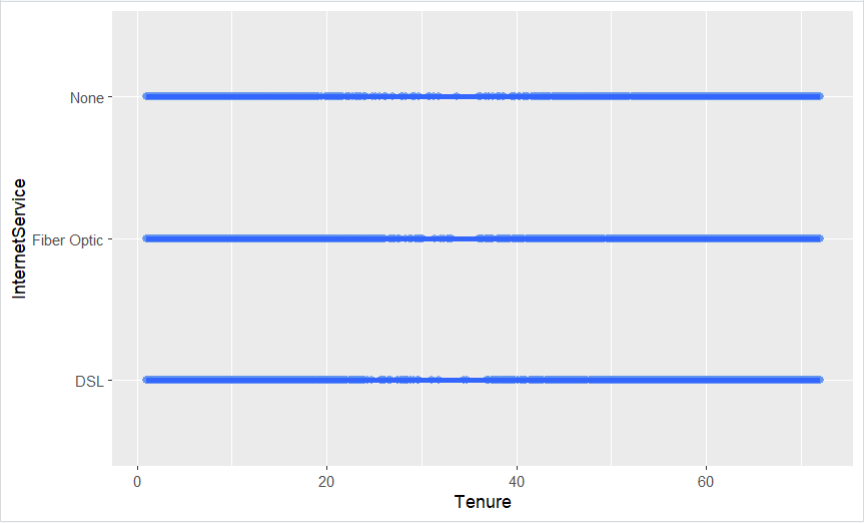 None
Fiber Optic
DSL
InternetService
0 20 40 60
Tenure